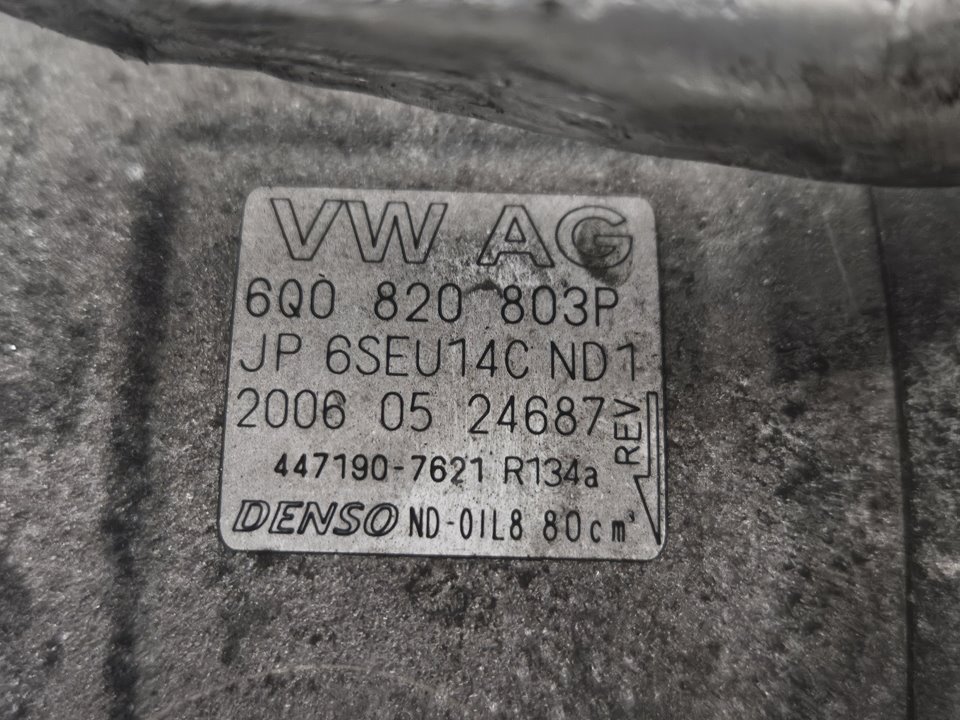 VW AG
6Q0 820 803P
JP 6SEU14C ND1
2006 05 24687
REV
447190-7621 R134a
DENSO ND-OIL8 80cm³